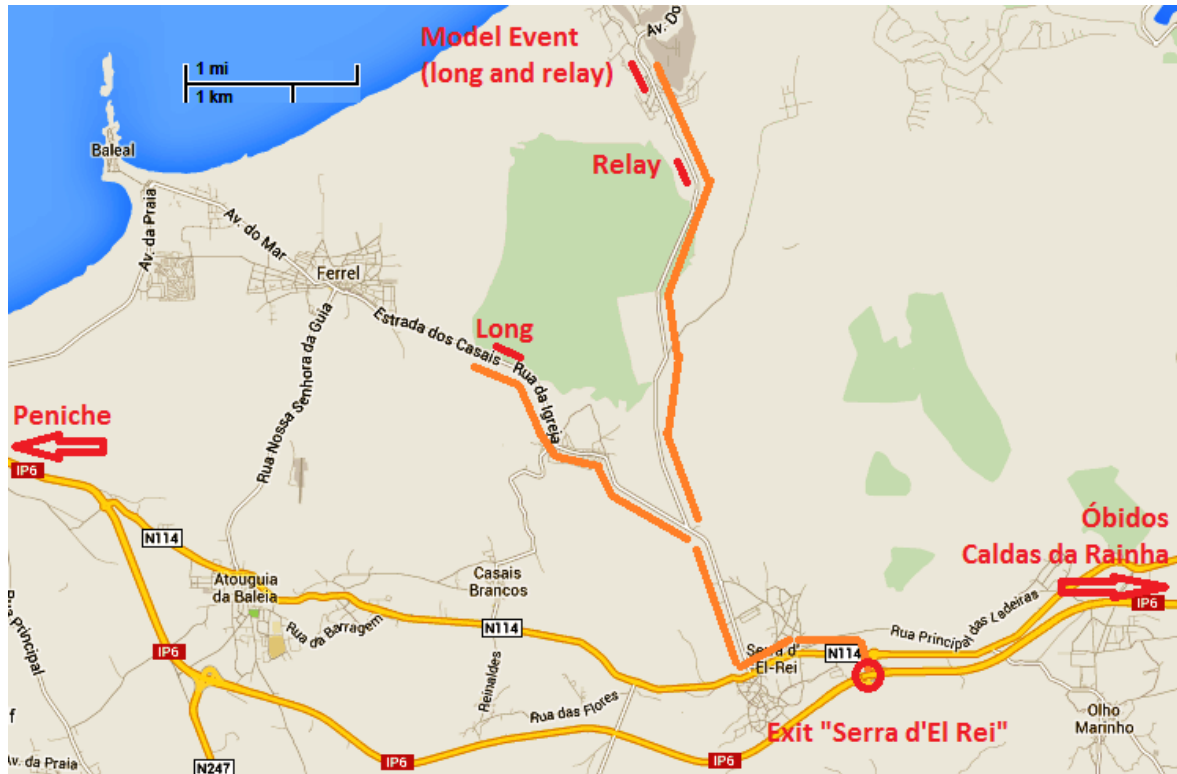 Model Event
(long and relay)
Av. Do
1 mi
1 km
Baleal
Relay
Av. da Praia
Av. do Mar
Ferrel
Estrada dos Casais
Long
Rua da Igreja
Rua Nossa Senhora da Guia
Peniche
IP6
N114
Óbidos
Caldas da Rainha
Atouguia
da Baleia
Casais
Brancos
Rua da Barragem
N114
Reinaldes
Rua Principal
Rua Principal das Ladeiras
IP6
Serra d'
El-Rei
N114
IP6
Rua das Flores
Exit "Serra d'El Rei"
Olho
Marinho
f
Av. da Praia
N247
IP6
IP6